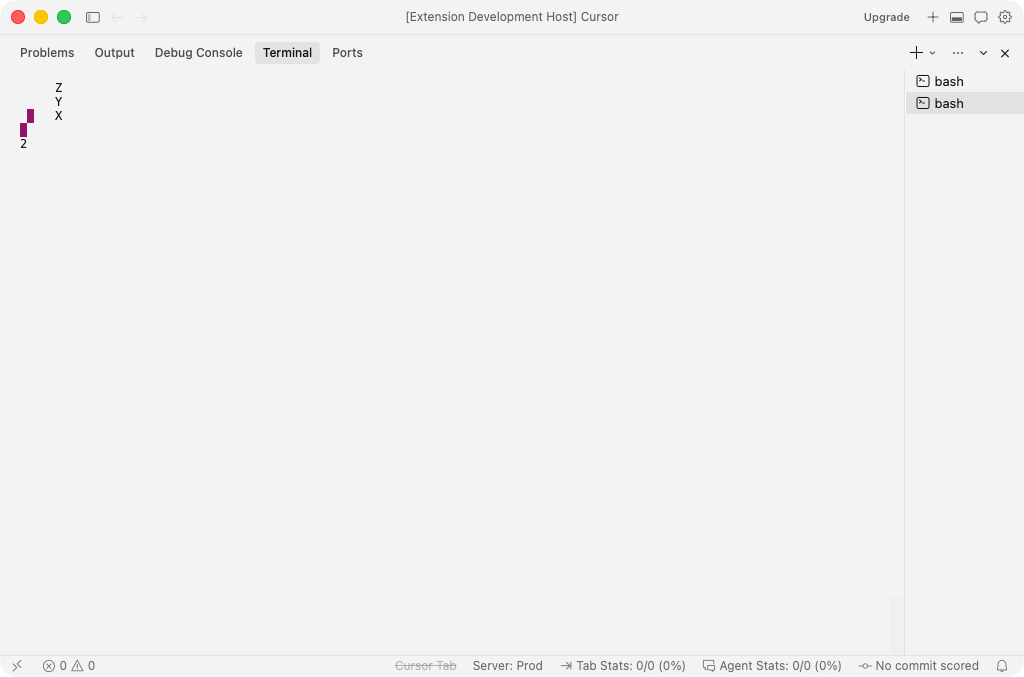 [Extension Development Host] Cursor
Upgrade
Problems Output Debug Console Terminal Ports
Z
Y
X
2
bash
bash
0 0 Cursor Tab Server: Prod Tab Stats: 0/0 (0%) Agent Stats: 0/0 (0%) No commit scored